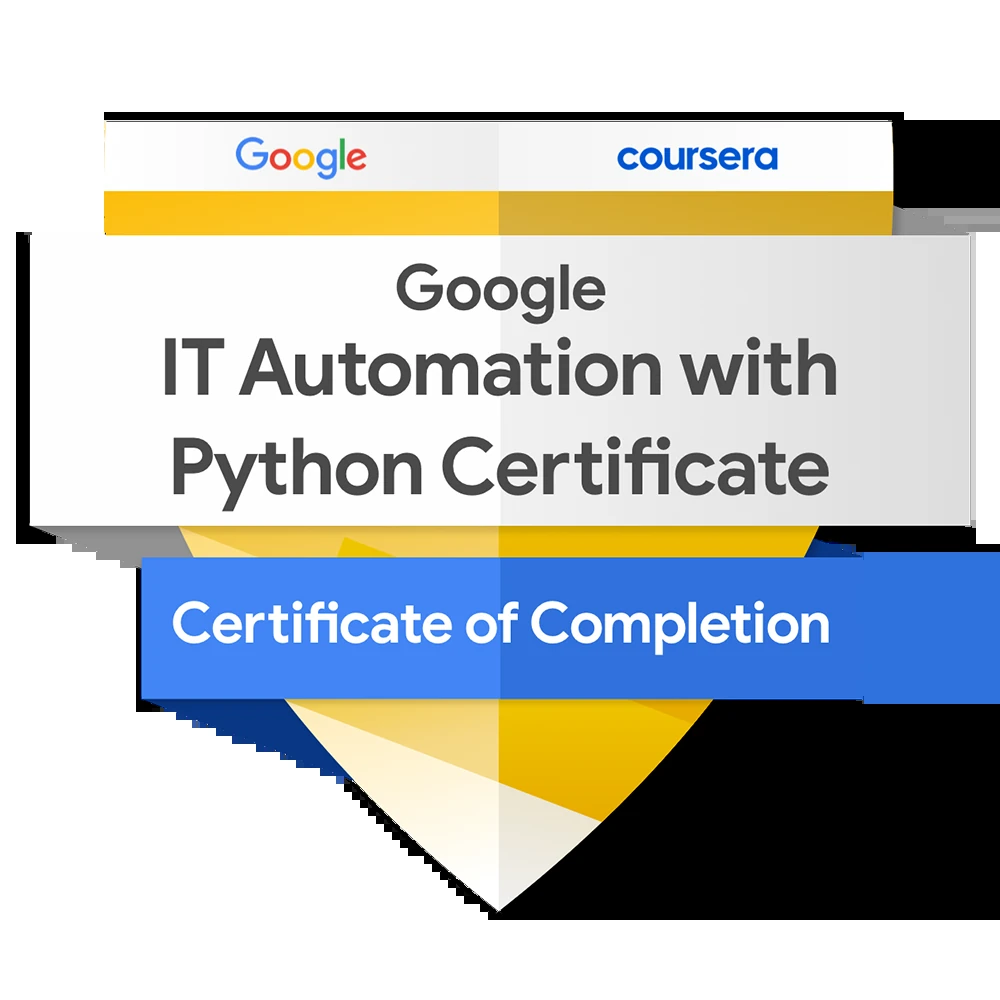 Google coursera
Google
IT Automation with
Python Certificate
Certificate of Completion